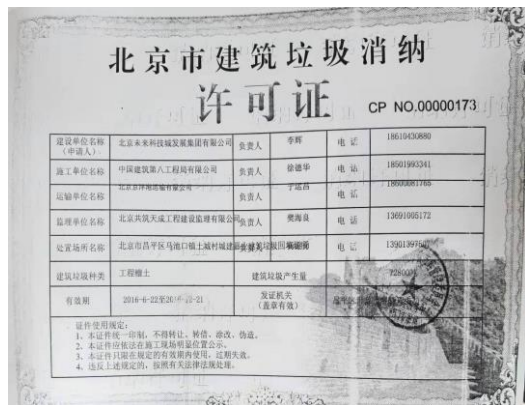 北京市建筑垃圾消纳
许可证
CP NO.00000173
建设单位名称（申请人） 北京未来科技城发展集团有限公司 负责人 李辉 电话 18610430880
施工单位名称 中国建筑第八工程局有限公司 负责人 徐德华 电话 18501993341
运输单位名称 负责人 电话 18600081765
监理单位名称 北京共筑天成工程建设监理有限公司 负责人 樊海良 电话 13691005172
处置场所名称 北京市昌平区马池口镇土城村城建 电话
建筑垃圾种类 工程槽土 建筑垃圾产生量
有效期 2016-6-22至 发证机关（盖章有效）
证件使用规定：
1、本证件统一印制，不得转让、转借、涂改、伪造。
2、本证件应依法在施工现场明显位置公示。
3、本证件只限在规定的有效期内使用，过期失效。
4、违反上述规定的，按照有关法律法规处理。